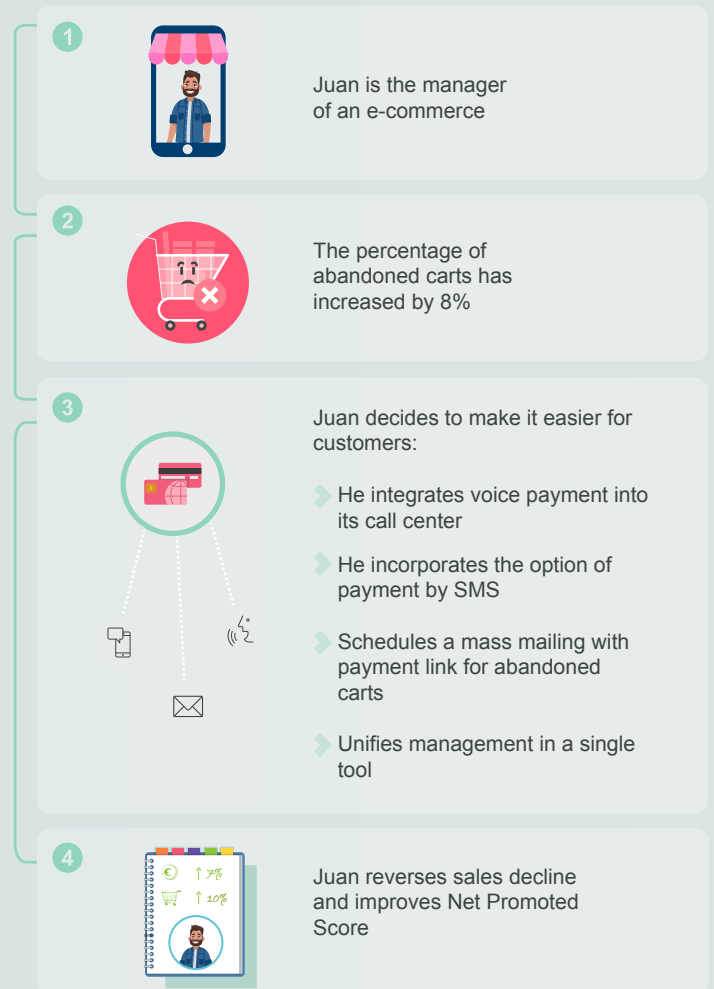 1
Juan is the manager
of an e-commerce
2
The percentage of
abandoned carts has
increased by 8%
3
Juan decides to make it easier for
customers:
He integrates voice payment into
its call center
He incorporates the option of
payment by SMS
Schedules a mass mailing with
payment link for abandoned
carts
Unifies management in a single
tool
4
€ ↑ 7%
↑ 10%
Juan reverses sales decline
and improves Net Promoted
Score